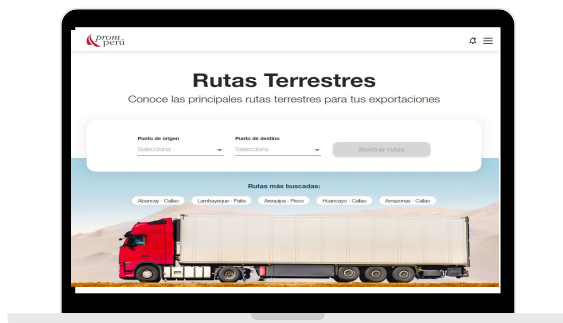 prom
perú
Rutas Terrestres
Conoce las principales rutas terrestres para tus exportaciones
Punto de origen
Punto de destino
Selecciona
Selecciona
Mostrar rutas
Rutas más buscadas:
Abancay - Callao
Lambayeque - Paita
Arequipa - Pisco
Huancayo - Callao
Amazonas - Callao